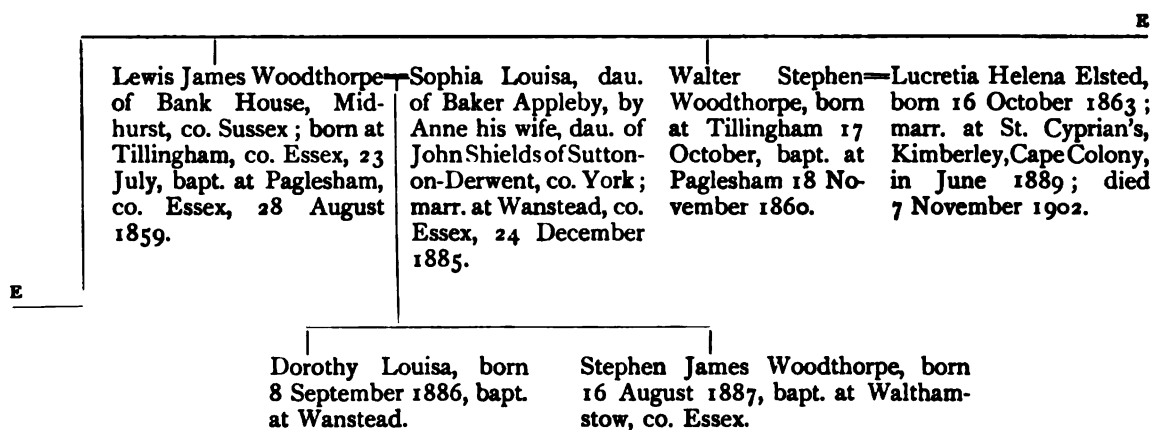 E
Lewis James Woodthorpe
of Bank House, Mid-
hurst, co. Sussex ; born at
Tillingham, co. Essex, 23
July, bapt. at Paglesham,
co. Essex, 28 August
1859.
Sophia Louisa, dau.
of Baker Appleby, by
Anne his wife, dau. of
John Shields of Sutton-
on-Derwent, co. York ;
marr. at Wanstead, co.
Essex, 24 December
1885.
Walter Stephen
Woodthorpe, born
at Tillingham 17
October, bapt. at
Paglesham 18 No-
vember 1860.
Lucretia Helena Elsted,
born 16 October 1863 ;
marr. at St. Cyprian's,
Kimberley, Cape Colony,
in June 1889 ; died
7 November 1902.
E
Dorothy Louisa, born
8 September 1886, bapt.
at Wanstead.
Stephen James Woodthorpe, born
16 August 1887, bapt. at Waltham-
stow, co. Essex.